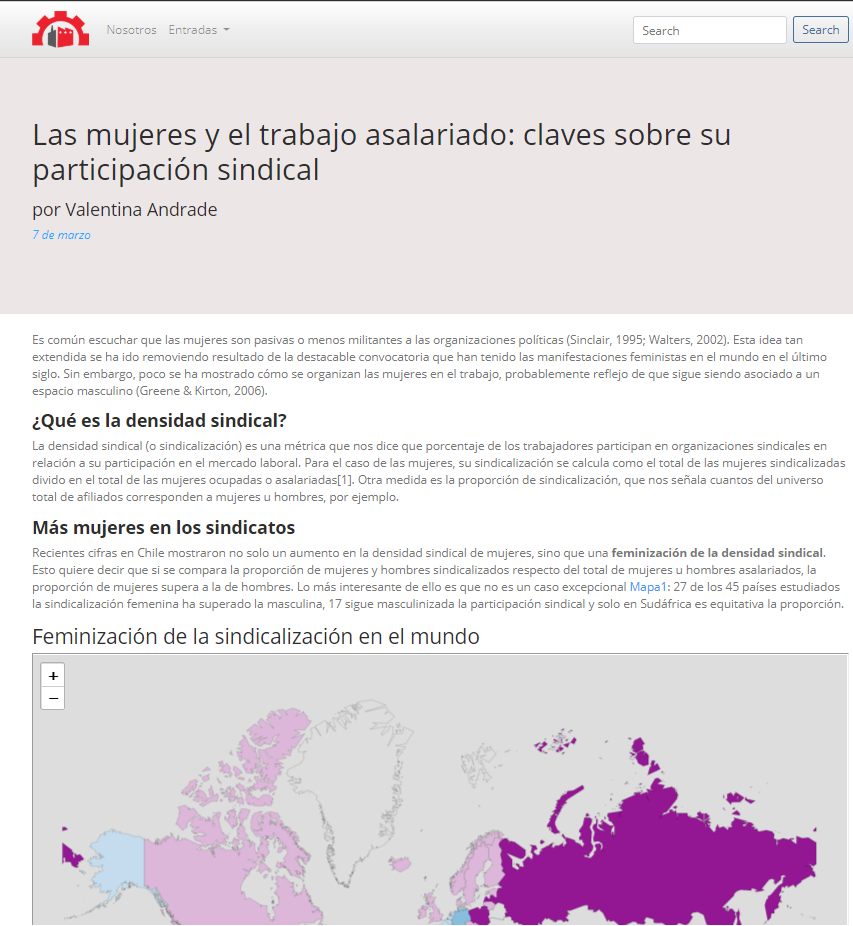 Nosotros Entradas Search Search
Las mujeres y el trabajo asalariado: claves sobre su
participación sindical
por Valentina Andrade
7 de marzo
Es común escuchar que las mujeres son pasivas o menos militantes a las organizaciones políticas (Sinclair, 1995; Walters, 2002). Esta idea tan
extendida se ha ido removiendo resultado de la destacable convocatoria que han tenido las manifestaciones feministas en el mundo en el último
siglo. Sin embargo, poco se ha mostrado cómo se organizan las mujeres en el trabajo, probablemente reflejo de que sigue siendo asociado a un
espacio masculino (Greene & Kirton, 2006).
¿Qué es la densidad sindical?
La densidad sindical (o sindicalización) es una métrica que nos dice que porcentaje de los trabajadores participan en organizaciones sindicales en
relación a su participación en el mercado laboral. Para el caso de las mujeres, su sindicalización se calcula como el total de las mujeres sindicalizadas
divido en el total de las mujeres ocupadas o asalariadas[1]. Otra medida es la proporción de sindicalización, que nos señala cuantos del universo
total de afiliados corresponden a mujeres u hombres, por ejemplo.
Más mujeres en los sindicatos
Recientes cifras en Chile mostraron no solo un aumento en la densidad sindical de mujeres, sino que una feminización de la densidad sindical.
Esto quiere decir que si se compara la proporción de mujeres y hombres sindicalizados respecto del total de mujeres u hombres asalariados, la
proporción de mujeres supera a la de hombres. Lo más interesante de ello es que no es un caso excepcional Mapa1: 27 de los 45 países estudiados
la sindicalización femenina ha superado la masculina, 17 sigue masculinizada la participación sindical y solo en Sudáfrica es equitativa la proporción.
Feminización de la sindicalización en el mundo
+
−